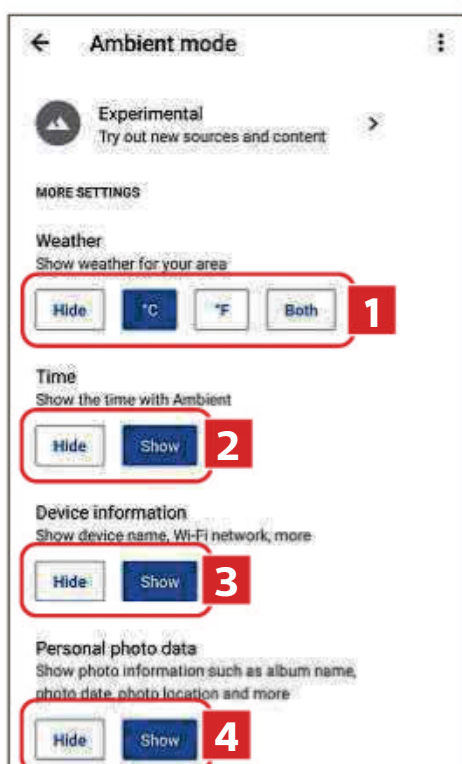 Ambient mode
Experimental
Try out new sources and content
MORE SETTINGS
Weather
Show weather for your area
Hide °C °F Both 1
Time
Show the time with Ambient
Hide Show 2
Device information
Show device name, Wi-Fi network, more
Hide Show 3
Personal photo data
Show photo information such as album name,
photo date, photo location and more
Hide Show 4